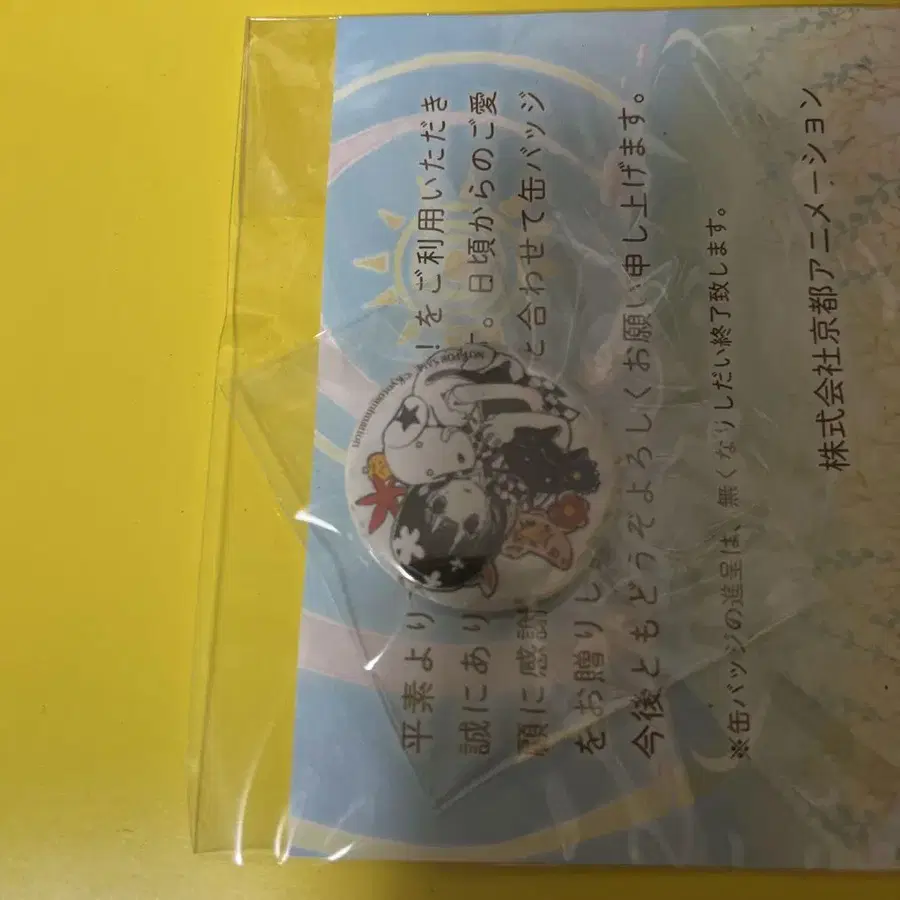 平素より ！をご利用いただき
誠にあり 。日頃からのご愛
顧に感謝 と合わせて缶バッジ
をお贈りし
今後ともどうぞよろしくお願い申し上げます。
※缶バッジの進呈は、無くなりしだい終了致します。
株式会社京都アニメーション
NOT FOR SALE ©KyotoAnimation